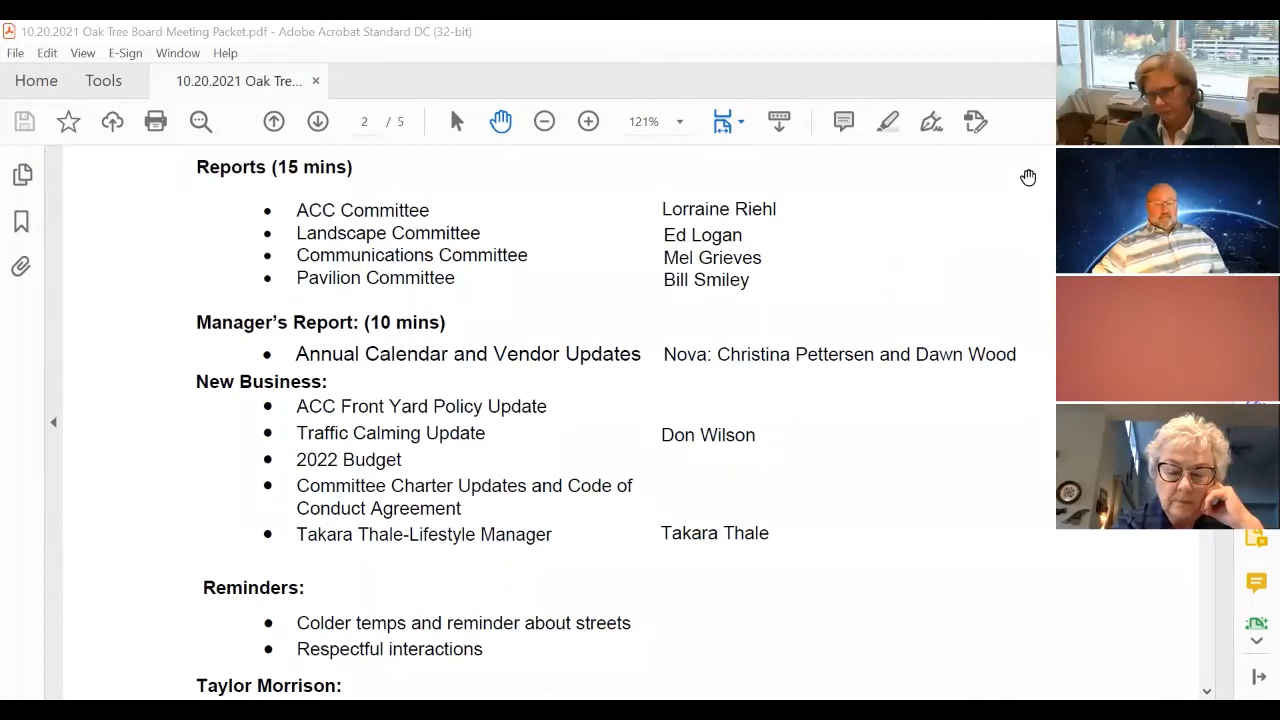 10.20.2021 Oak Tree Board Meeting Packet.pdf - Adobe Acrobat Standard DC (32-bit)
File Edit View E-Sign Window Help
Home Tools 10.20.2021 Oak Tre... ×
2 / 5 121%
Reports (15 mins)
• ACC Committee Lorraine Riehl
• Landscape Committee Ed Logan
• Communications Committee Mel Grieves
• Pavilion Committee Bill Smiley
Manager's Report: (10 mins)
• Annual Calendar and Vendor Updates Nova: Christina Pettersen and Dawn Wood
New Business:
• ACC Front Yard Policy Update
• Traffic Calming Update Don Wilson
• 2022 Budget
• Committee Charter Updates and Code of
Conduct Agreement
• Takara Thale-Lifestyle Manager Takara Thale
Reminders:
• Colder temps and reminder about streets
• Respectful interactions
Taylor Morrison: